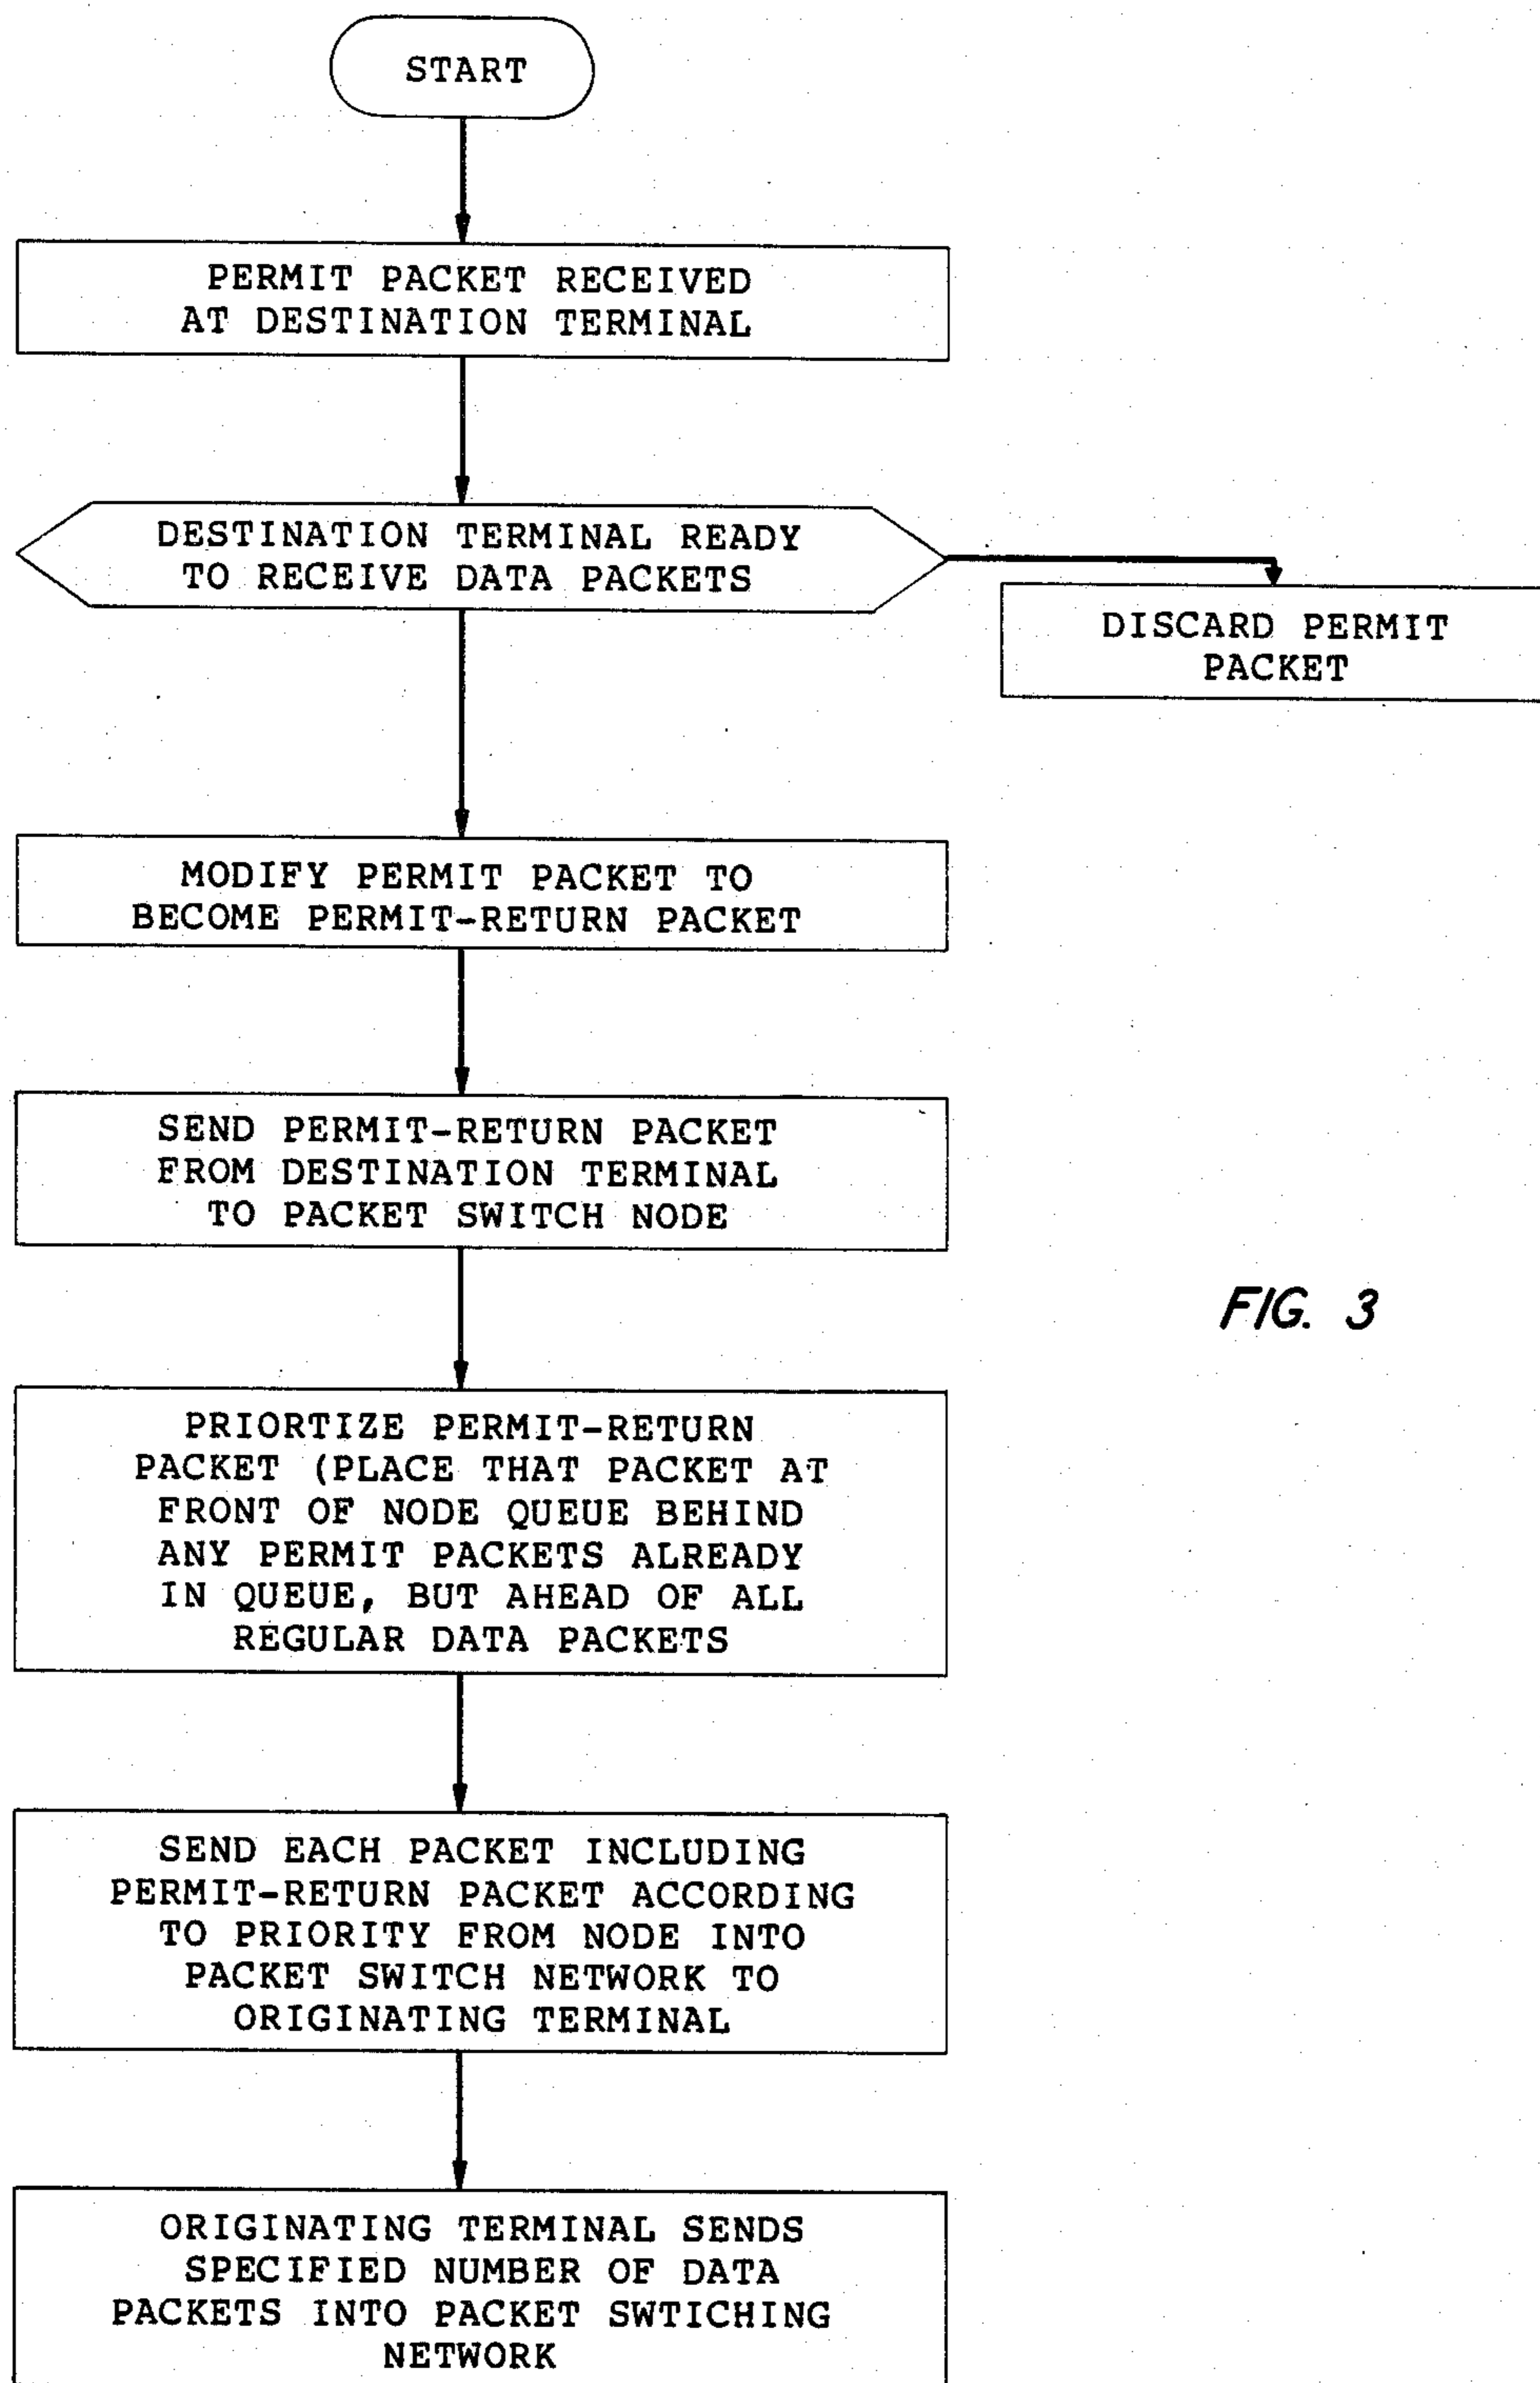 START
PERMIT PACKET RECEIVED
AT DESTINATION TERMINAL
DESTINATION TERMINAL READY
TO RECEIVE DATA PACKETS
DISCARD PERMIT
PACKET
MODIFY PERMIT PACKET TO
BECOME PERMIT-RETURN PACKET
SEND PERMIT-RETURN PACKET
FROM DESTINATION TERMINAL
TO PACKET SWITCH NODE
FIG. 3
PRIORTIZE PERMIT-RETURN
PACKET (PLACE THAT PACKET AT
FRONT OF NODE QUEUE BEHIND
ANY PERMIT PACKETS ALREADY
IN QUEUE, BUT AHEAD OF ALL
REGULAR DATA PACKETS
SEND EACH PACKET INCLUDING
PERMIT-RETURN PACKET ACCORDING
TO PRIORITY FROM NODE INTO
PACKET SWITCH NETWORK TO
ORIGINATING TERMINAL
ORIGINATING TERMINAL SENDS
SPECIFIED NUMBER OF DATA
PACKETS INTO PACKET SWTICHING
NETWORK